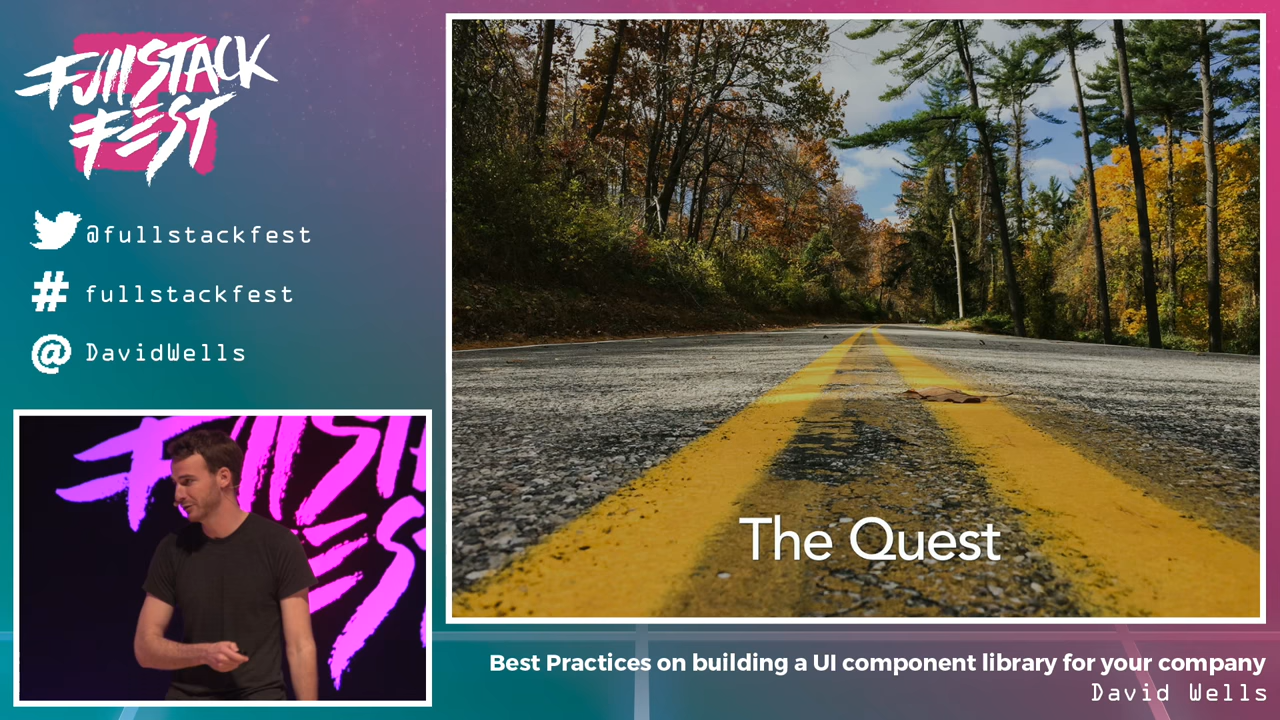 FullSTACK
FEST
@fullstackfest
# fullstackfest
@ DavidWells
The Quest
Best Practices on building a UI component library for your company
David Wells